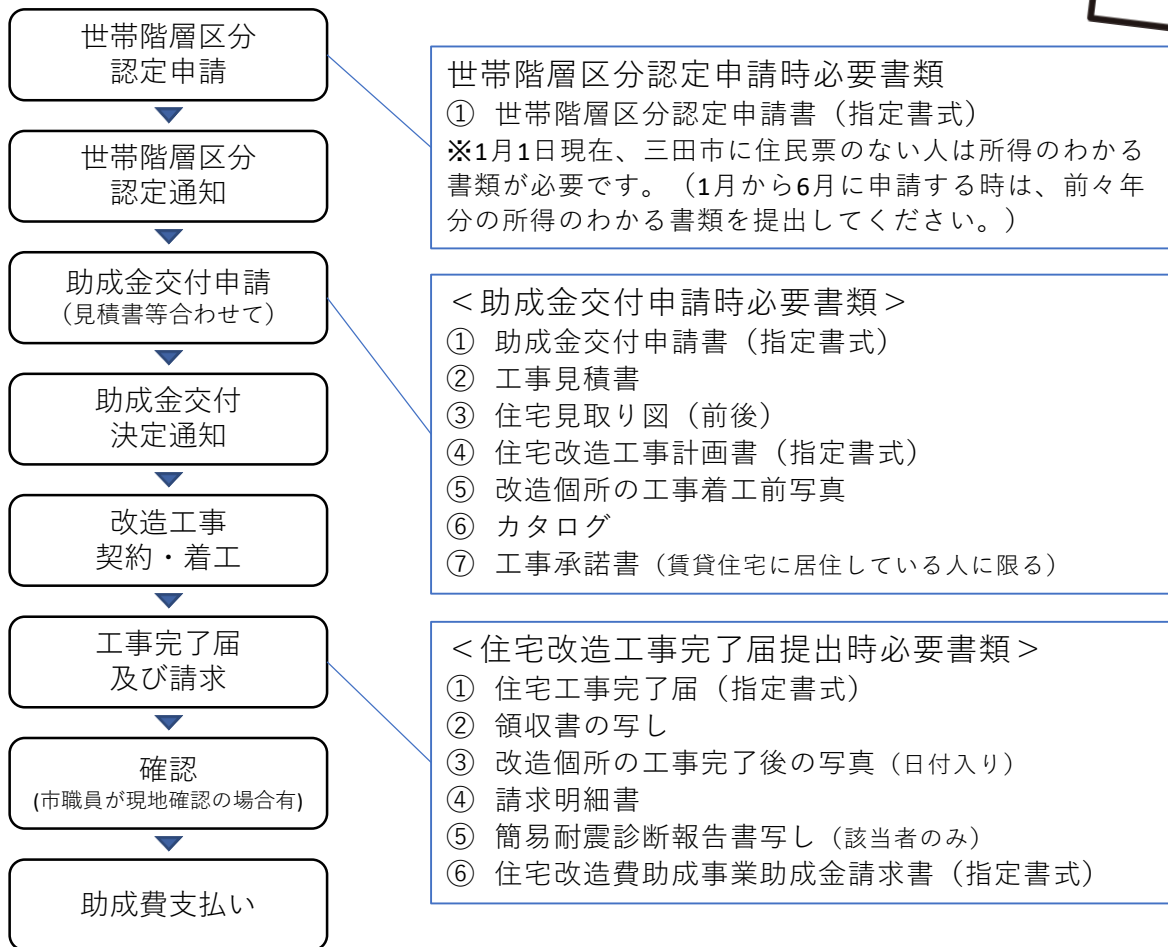 世帯階層区分
認定申請
世帯階層区分
認定通知
助成金交付申請
（見積書等合わせて）
助成金交付
決定通知
改造工事
契約・着工
工事完了届
及び請求
確認
(市職員が現地確認の場合有)
助成費支払い
世帯階層区分認定申請時必要書類
① 世帯階層区分認定申請書（指定書式）
※1月1日現在、三田市に住民票のない人は所得のわかる
書類が必要です。（1月から6月に申請する時は、前々年
分の所得のわかる書類を提出してください。）
＜助成金交付申請時必要書類＞
① 助成金交付申請書（指定書式）
② 工事見積書
③ 住宅見取り図（前後）
④ 住宅改造工事計画書（指定書式）
⑤ 改造個所の工事着工前写真
⑥ カタログ
⑦ 工事承諾書（賃貸住宅に居住している人に限る）
＜住宅改造工事完了届提出時必要書類＞
① 住宅工事完了届（指定書式）
② 領収書の写し
③ 改造個所の工事完了後の写真（日付入り）
④ 請求明細書
⑤ 簡易耐震診断報告書写し（該当者のみ）
⑥ 住宅改造費助成事業助成金請求書（指定書式）